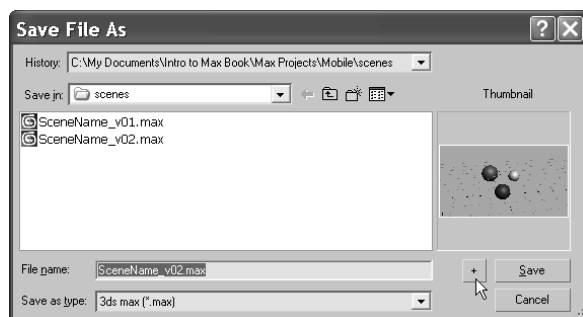 Save File As
History: C:\My Documents\Intro to Max Book\Max Projects\Mobile\scenes
Save in: scenes
Thumbnail
SceneName_v01.max
SceneName_v02.max
File name: SceneName_v02.max + Save
Save as type: 3ds max (*.max) Cancel